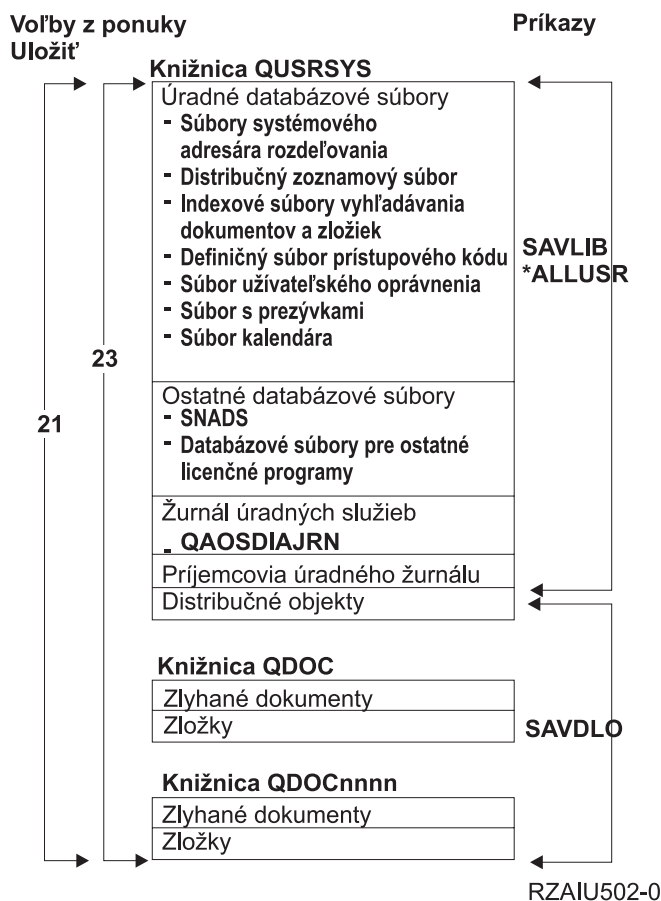 Voľby z ponuky
Uložiť
Príkazy
Knižnica QUSRSYS
Úradné databázové súbory
- Súbory systémového
adresára rozdeľovania
- Distribučný zoznamový súbor
- Indexové súbory vyhľadávania
dokumentov a zložiek
- Definičný súbor prístupového kódu
- Súbor užívateľského oprávnenia
- Súbor s prezývkami
- Súbor kalendára
SAVLIB
*ALLUSR
23
21
Ostatné databázové súbory
- SNADS
- Databázové súbory pre ostatné
licenčné programy
Žurnál úradných služieb
- QAOSDIAJRN
Príjemcovia úradného žurnálu
Distribučné objekty
Knižnica QDOC
Zlyhané dokumenty
Zložky
SAVDLO
Knižnica QDOCnnnn
Zlyhané dokumenty
Zložky
RZAIU502-0